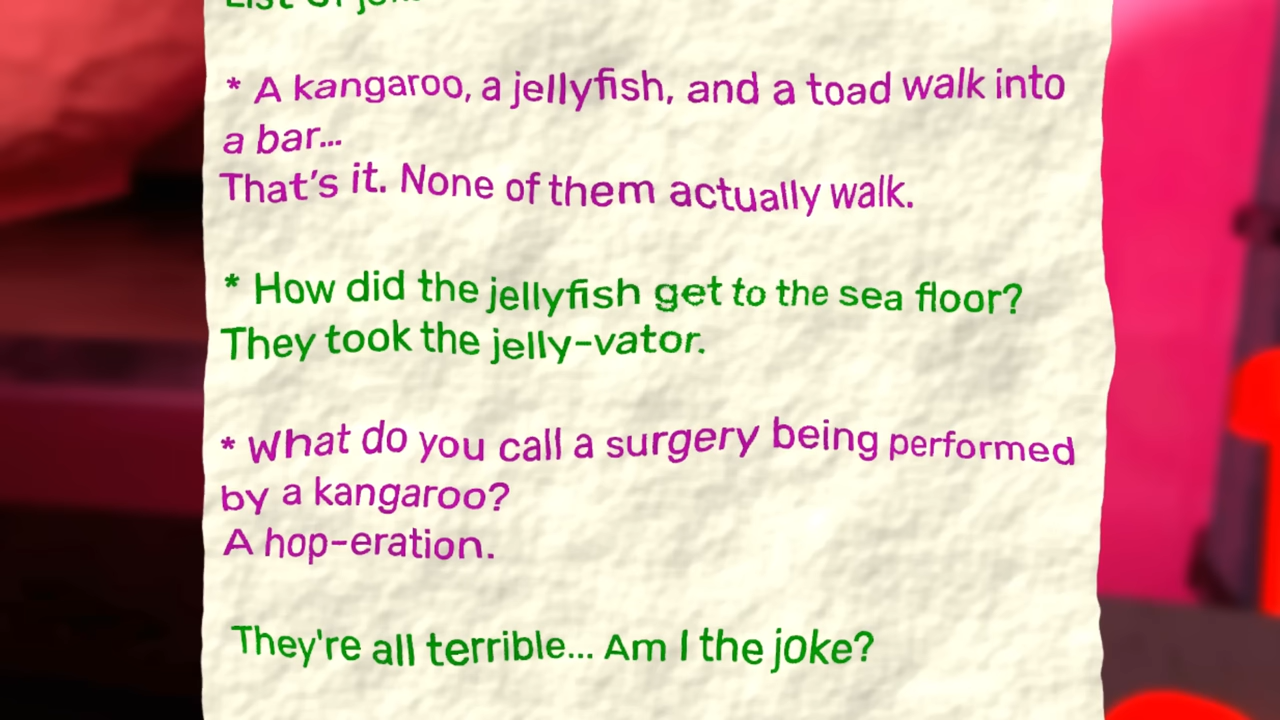 List of
* A kangaroo, a jellyfish, and a toad walk into
a bar...
That's it. None of them actually walk.
* How did the jellyfish get to the sea floor?
They took the jelly-vator.
* What do you call a surgery being performed
by a kangaroo?
A hop-eration.
They're all terrible... Am I the joke?